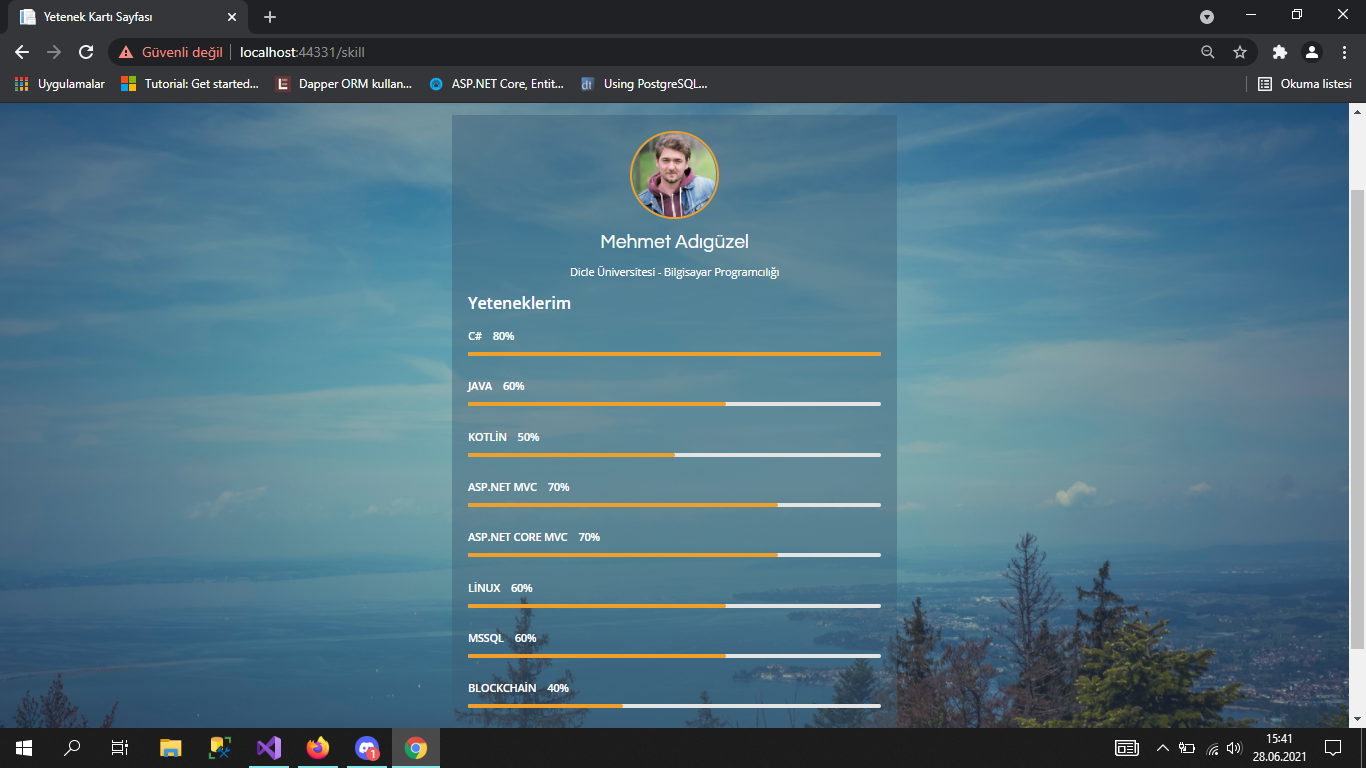 Yetenek Kartı Sayfası
Güvenli değil
localhost:44331/skill
Uygulamalar
Tutorial: Get started...
E
Dapper ORM kullan...
ASP.NET Core, Entit...
dt
Using PostgreSQL...
Okuma listesi
Mehmet Adıgüzel
Dicle Üniversitesi - Bilgisayar Programcılığı
Yeteneklerim
C# 80%
JAVA 60%
KOTLİN 50%
ASP.NET MVC 70%
ASP.NET CORE MVC 70%
LİNUX 60%
MSSQL 60%
BLOCKCHAİN 40%
1
15:41
28.06.2021